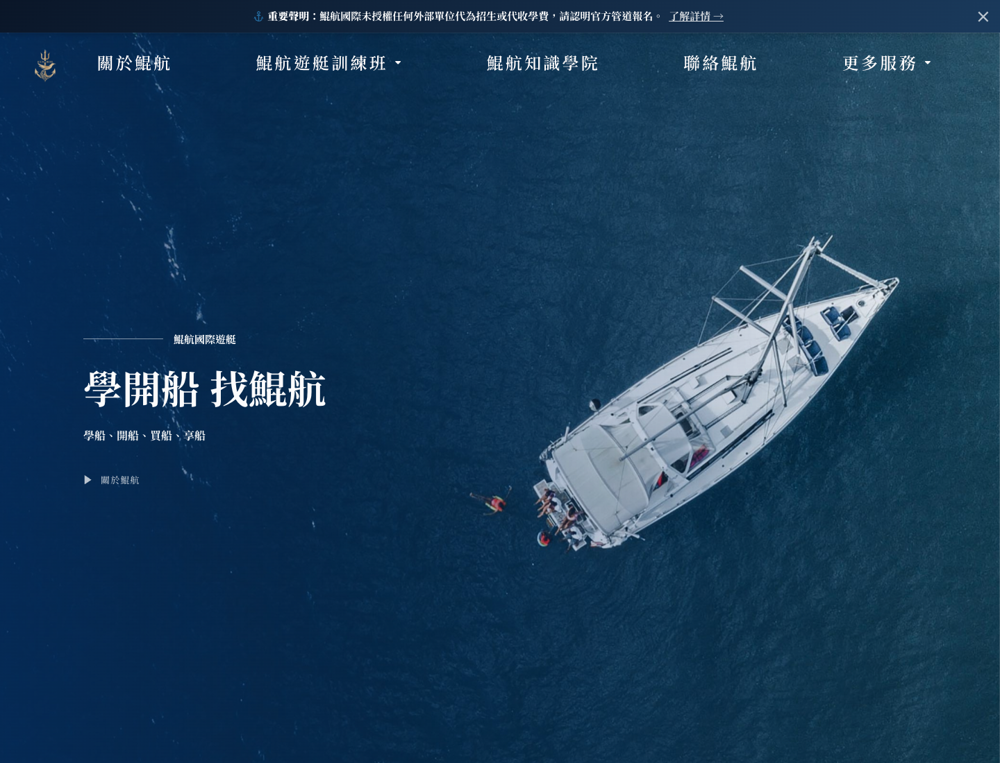 ⚓ 重要聲明：鯤航國際未授權任何外部單位代為招生或代收學費，請認明官方管道報名。 了解詳情 →
關於鯤航
鯤航遊艇訓練班
鯤航知識學院
聯絡鯤航
更多服務
鯤航國際遊艇
學開船 找鯤航
學船、開船、買船、享船
關於鯤航